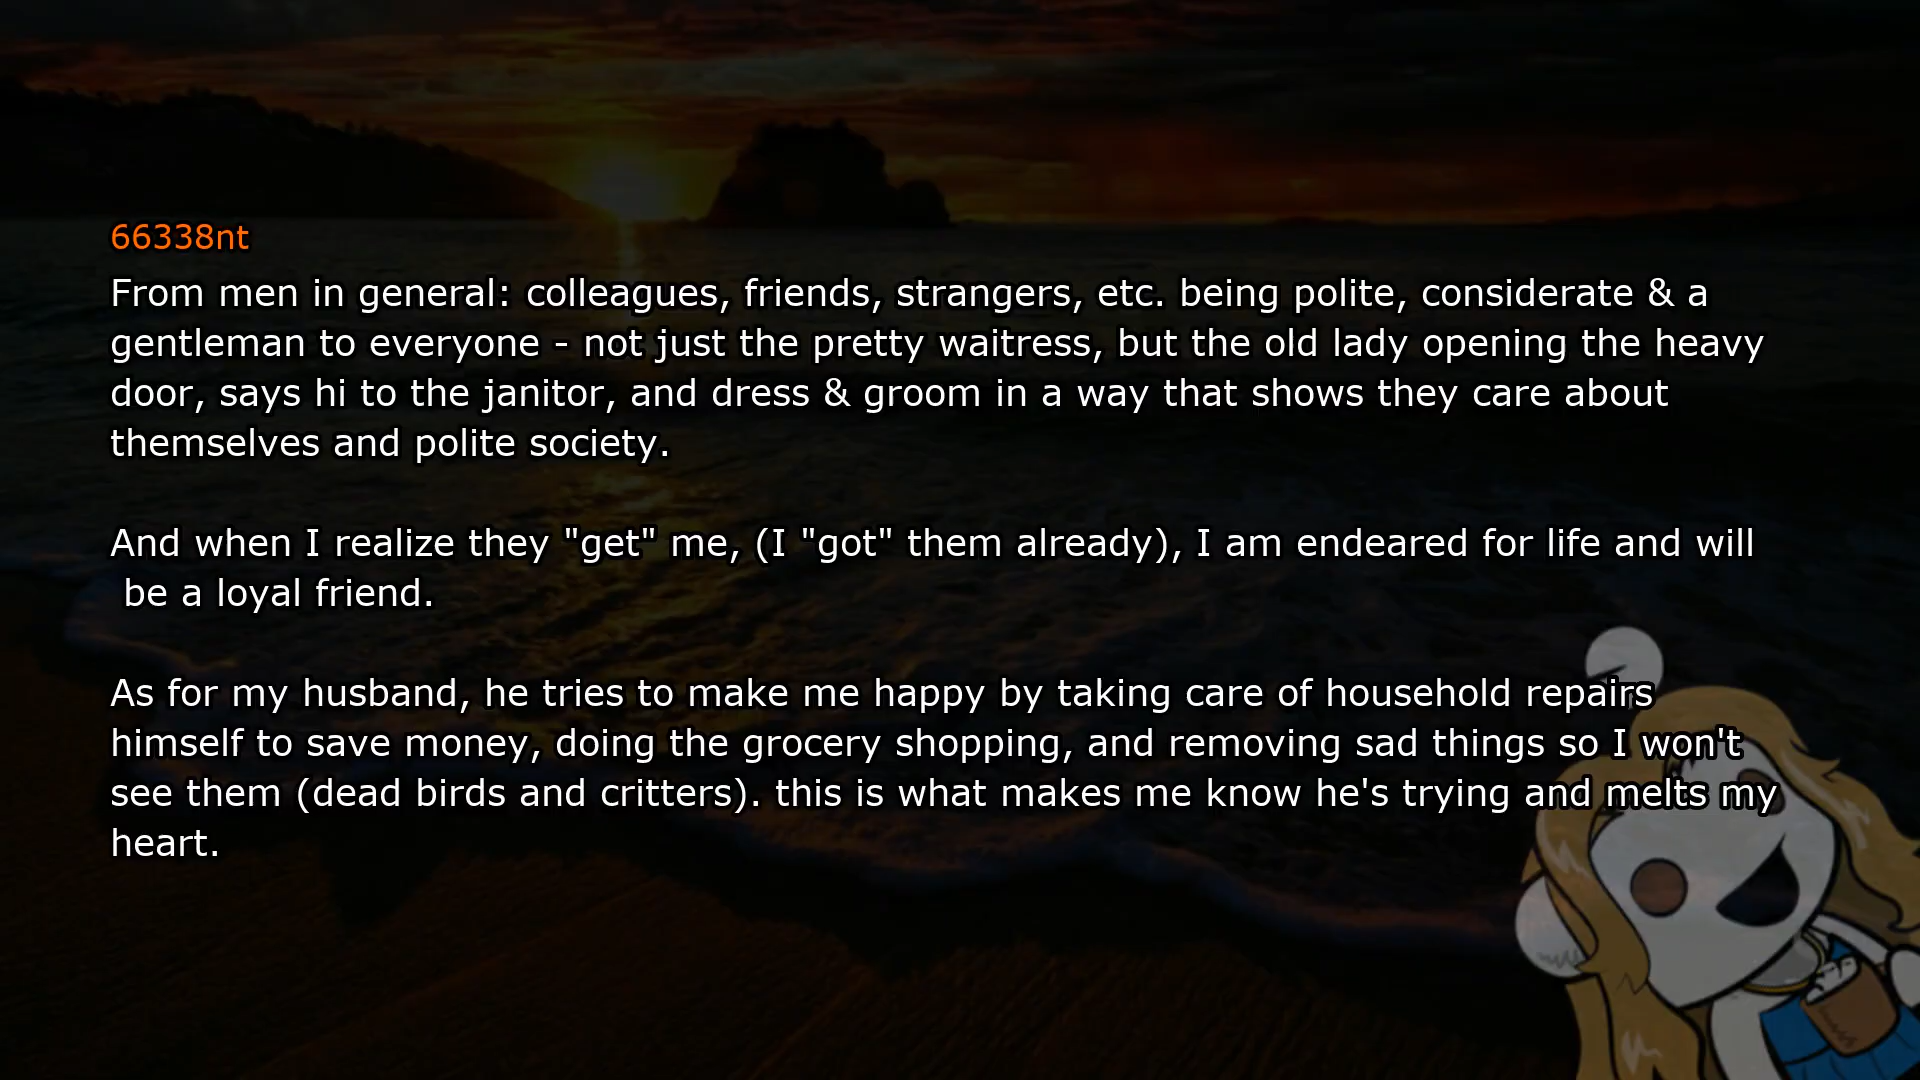 66338nt
From men in general: colleagues, friends, strangers, etc. being polite, considerate & a
gentleman to everyone - not just the pretty waitress, but the old lady opening the heavy
door, says hi to the janitor, and dress & groom in a way that shows they care about
themselves and polite society.
And when I realize they "get" me, (I "got" them already), I am endeared for life and will
be a loyal friend.
As for my husband, he tries to make me happy by taking care of household repairs
himself to save money, doing the grocery shopping, and removing sad things so I won't
see them (dead birds and critters). this is what makes me know he's trying and melts my
heart.